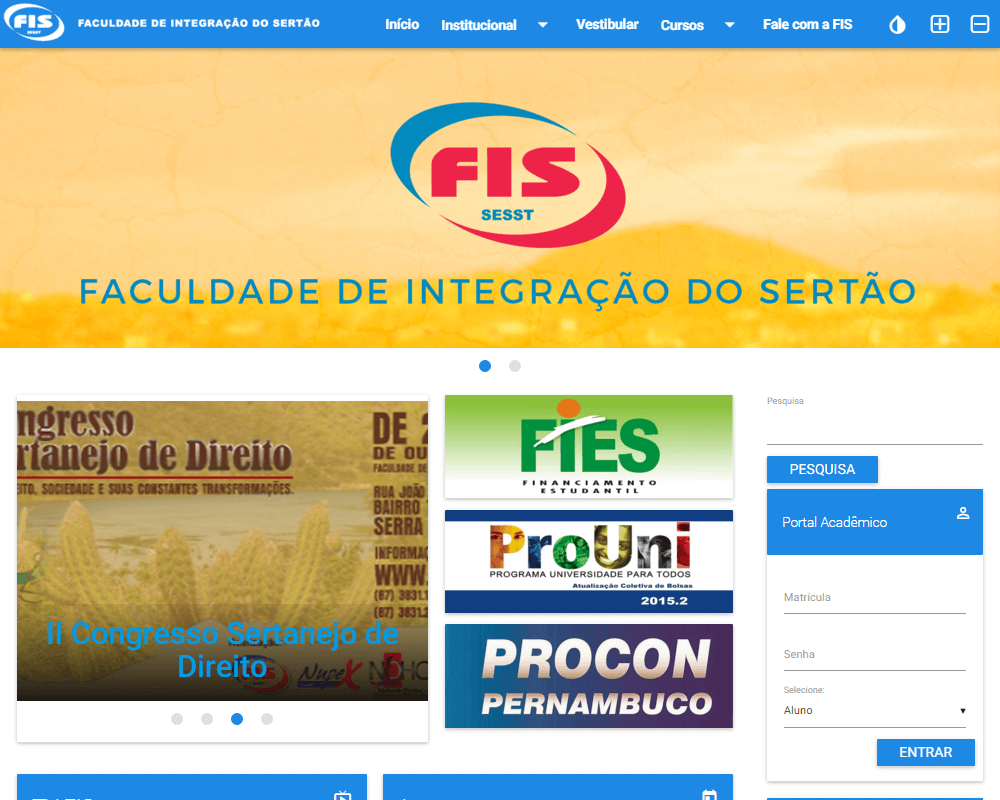 FIS
SESST
FACULDADE DE INTEGRAÇÃO DO SERTÃO
Início
Institucional
Vestibular
Cursos
Fale com a FIS
FIS
SESST
FACULDADE DE INTEGRAÇÃO DO SERTÃO
ngresso
rtanejo de Direito
EITO, SOCIEDADE E SUAS CONSTANTES TRANSFORMAÇÕES.
DE 2
DE OU
FACULDADE DE
RUA JOÃO
BAIRRO
SERRA
INFORMA
WWW.
(87) 3831.1
(87) 3831.
II Congresso Sertanejo de
Direito
FIES
FINANCIAMENTO
ESTUDANTIL
ProUni
PROGRAMA UNIVERSIDADE PARA TODOS
Atualização Coletiva de Bolsas
2015.2
PROCON
PERNAMBUCO
Pesquisa
PESQUISA
Portal Acadêmico
Matrícula
Senha
Selecione:
Aluno
ENTRAR